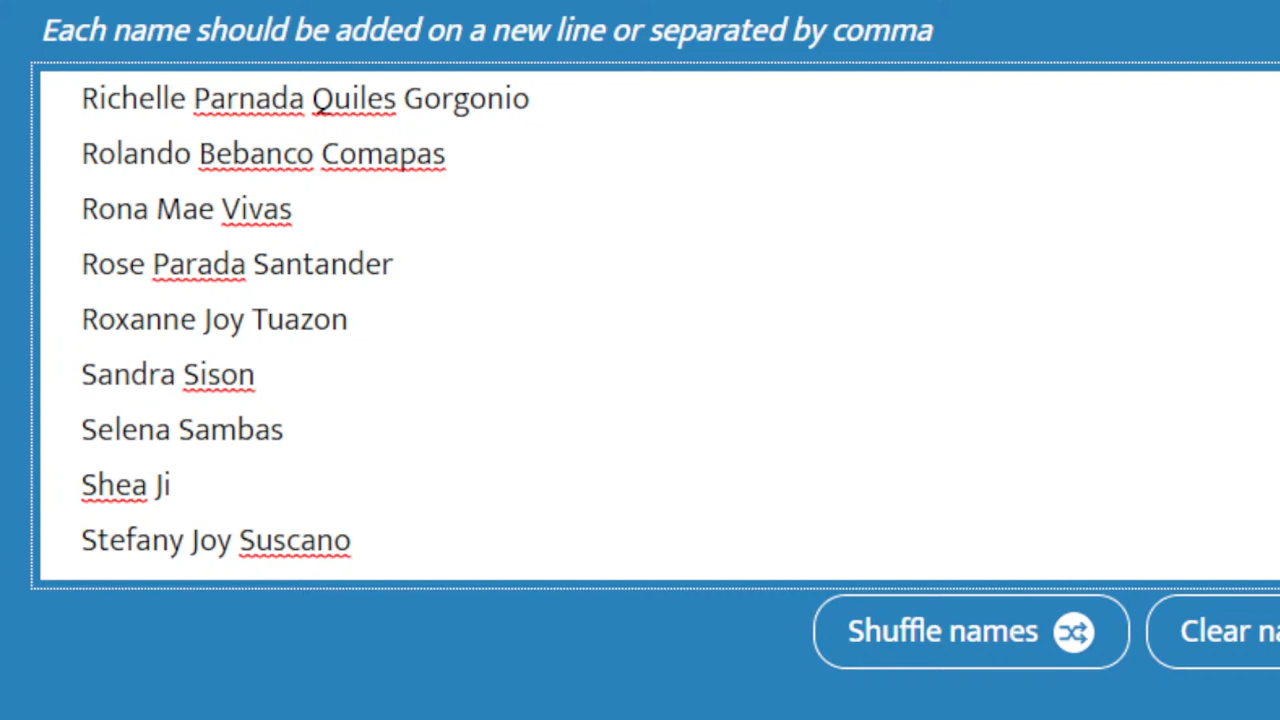 Each name should be added on a new line or separated by comma
Richelle Parnada Quiles Gorgonio
Rolando Bebanco Comapas
Rona Mae Vivas
Rose Parada Santander
Roxanne Joy Tuazon
Sandra Sison
Selena Sambas
Shea Ji
Stefany Joy Suscano
Shuffle names
Clear na